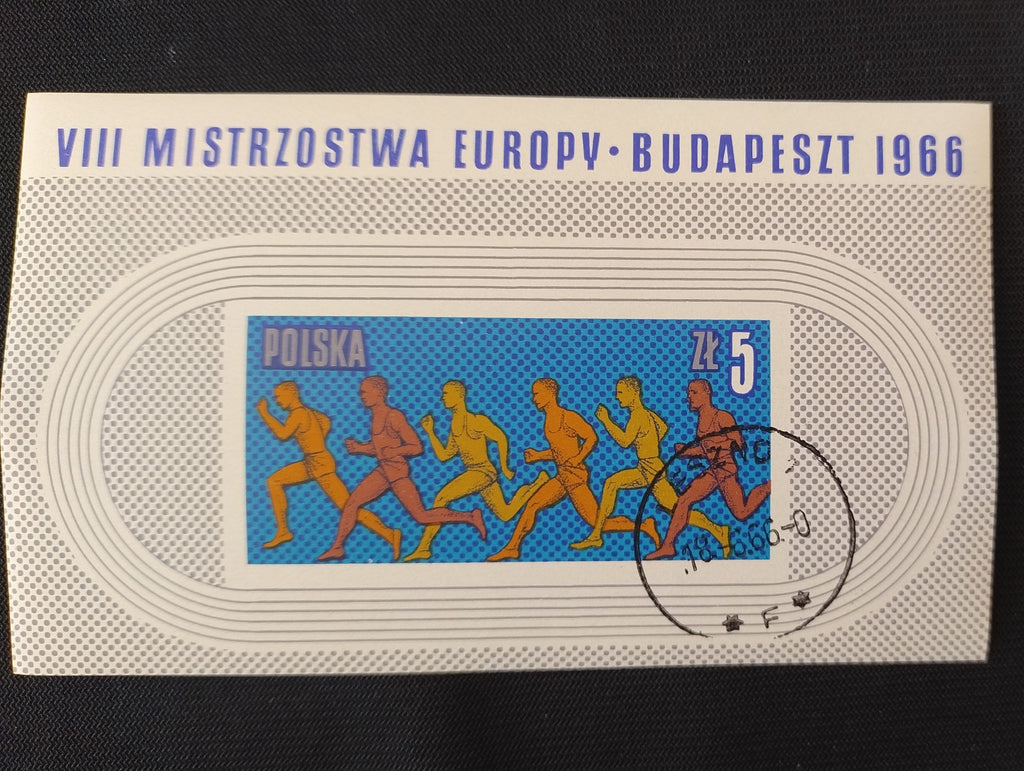 VIII MISTRZOSTWA EUROPY • BUDAPESZT 1966
POLSKA
ZŁ 5
F